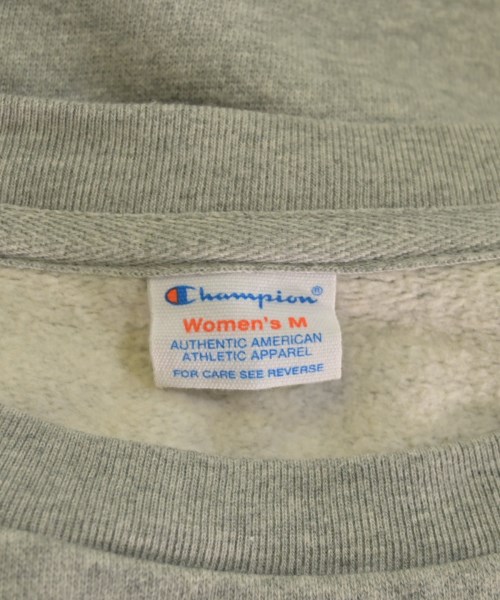 Champion®
Women's M
AUTHENTIC AMERICAN
ATHLETIC APPAREL
FOR CARE SEE REVERSE